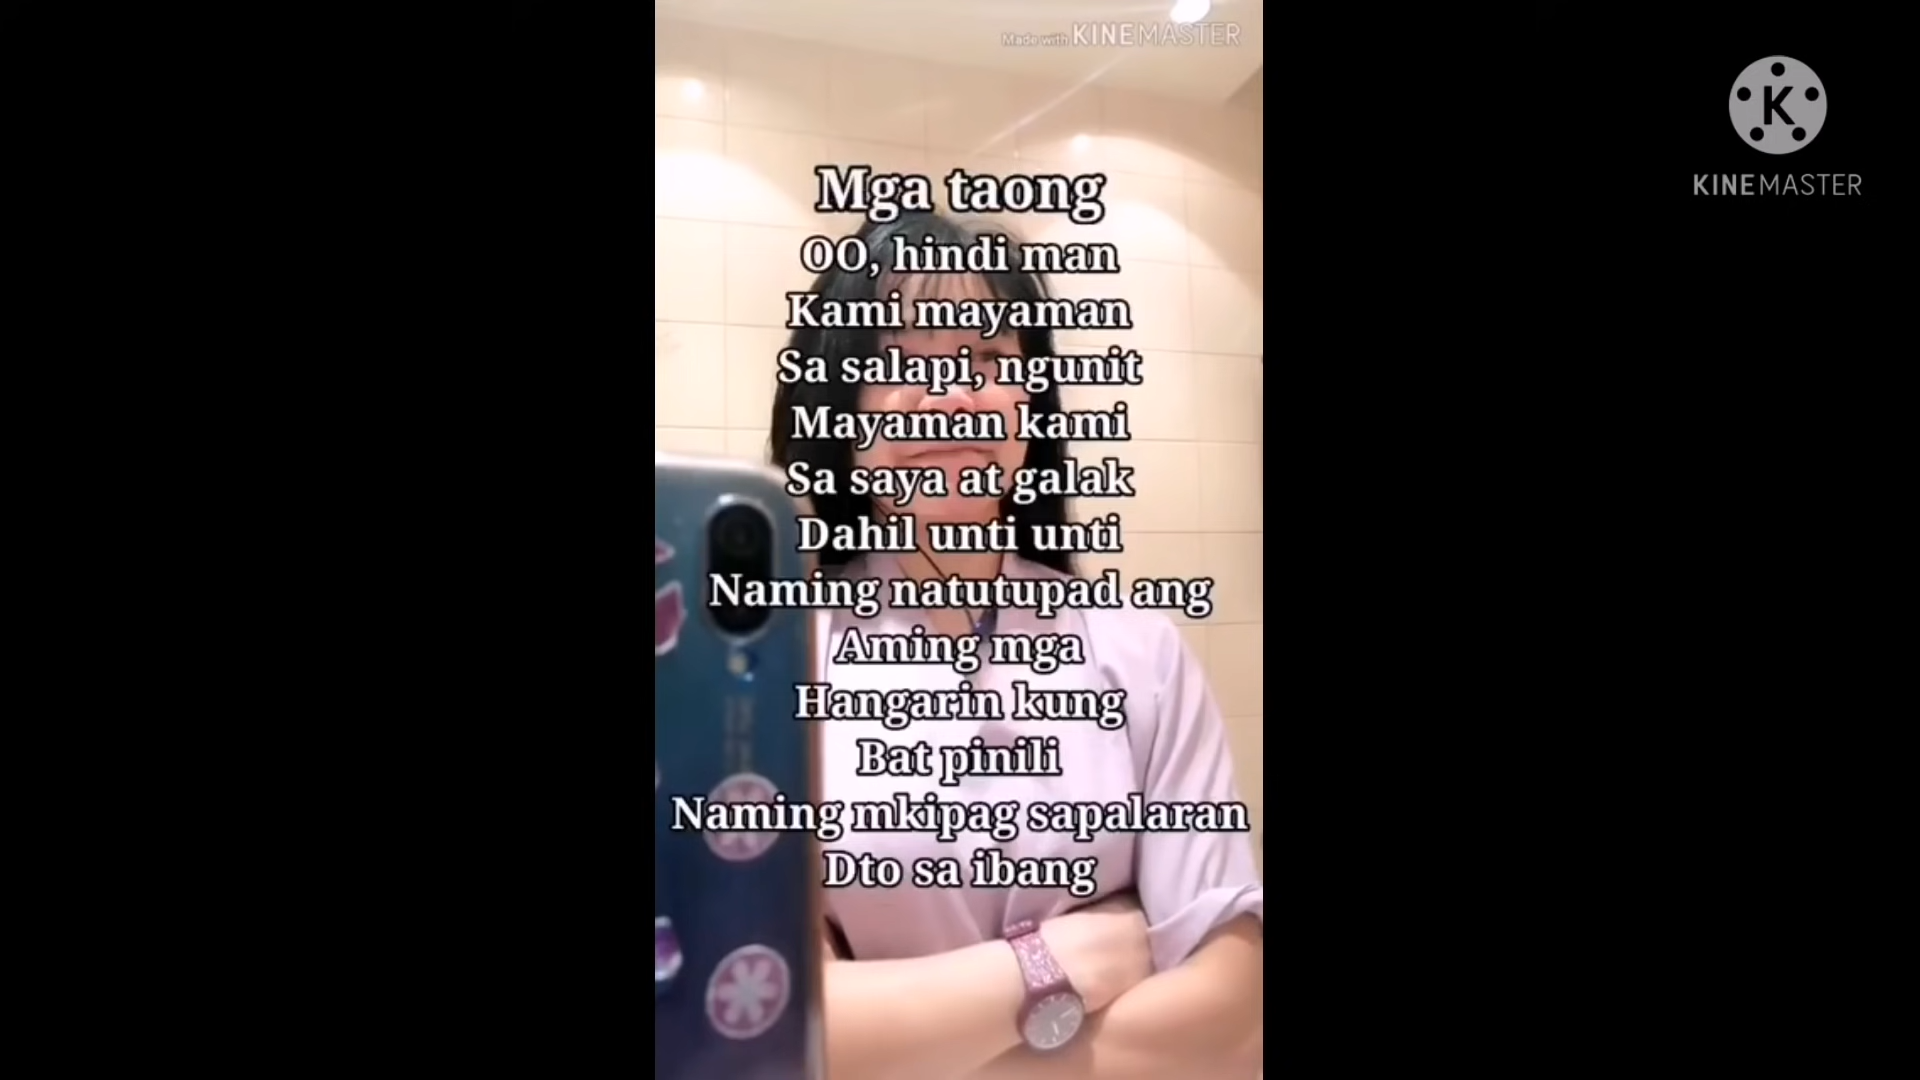 Made with KINEMASTER
K
KINEMASTER
Mga taong
OO, hindi man
Kami mayaman
Sa salapi, ngunit
Mayaman kami
Sa saya at galak
Dahil unti unti
Naming natutupad ang
Aming mga
Hangarin kung
Bat pinili
Naming mkipag sapalaran
Dto sa ibang